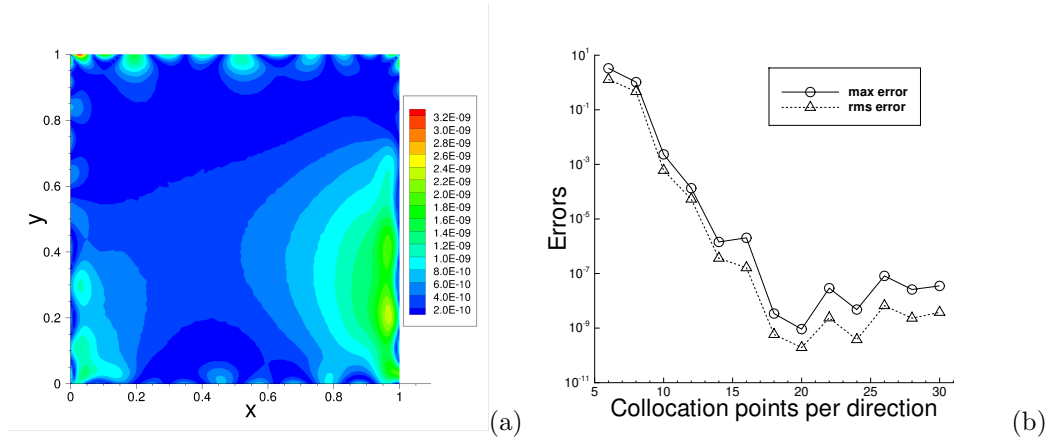 y
1
0.8
0.6
0.4
0.2
0
0 0.2 0.4 0.6 0.8 1
x
3.2E-09
3.0E-09
2.8E-09
2.6E-09
2.4E-09
2.2E-09
2.0E-09
1.8E-09
1.6E-09
1.4E-09
1.2E-09
1.0E-09
8.0E-10
6.0E-10
4.0E-10
2.0E-10
(a)
Errors
10^1
10^-1
10^-3
10^-5
10^-7
10^-9
10^-11
max error
rms error
5 10 15 20 25 30
Collocation points per direction
(b)